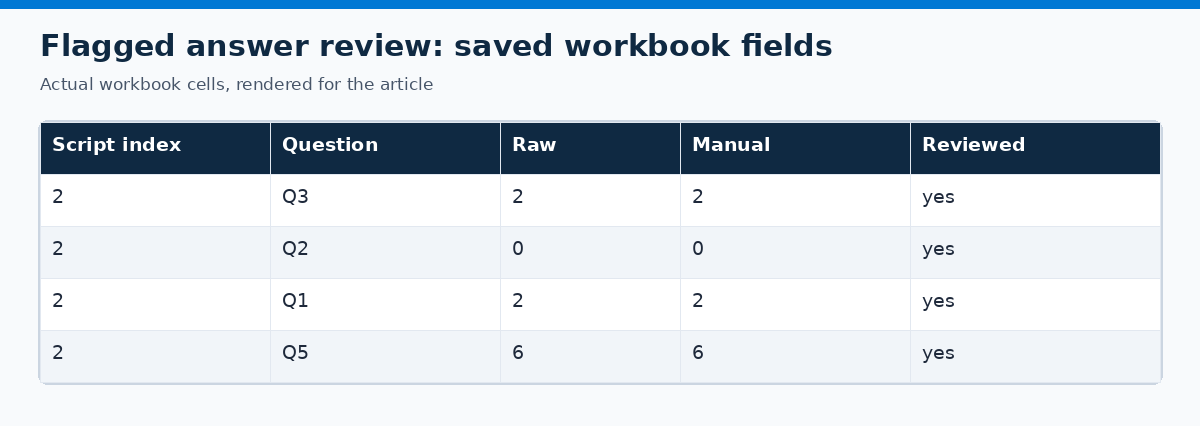 Flagged answer review: saved workbook fields
Actual workbook cells, rendered for the article
Script index Question Raw Manual Reviewed
2 Q3 2 2 yes
2 Q2 0 0 yes
2 Q1 2 2 yes
2 Q5 6 6 yes